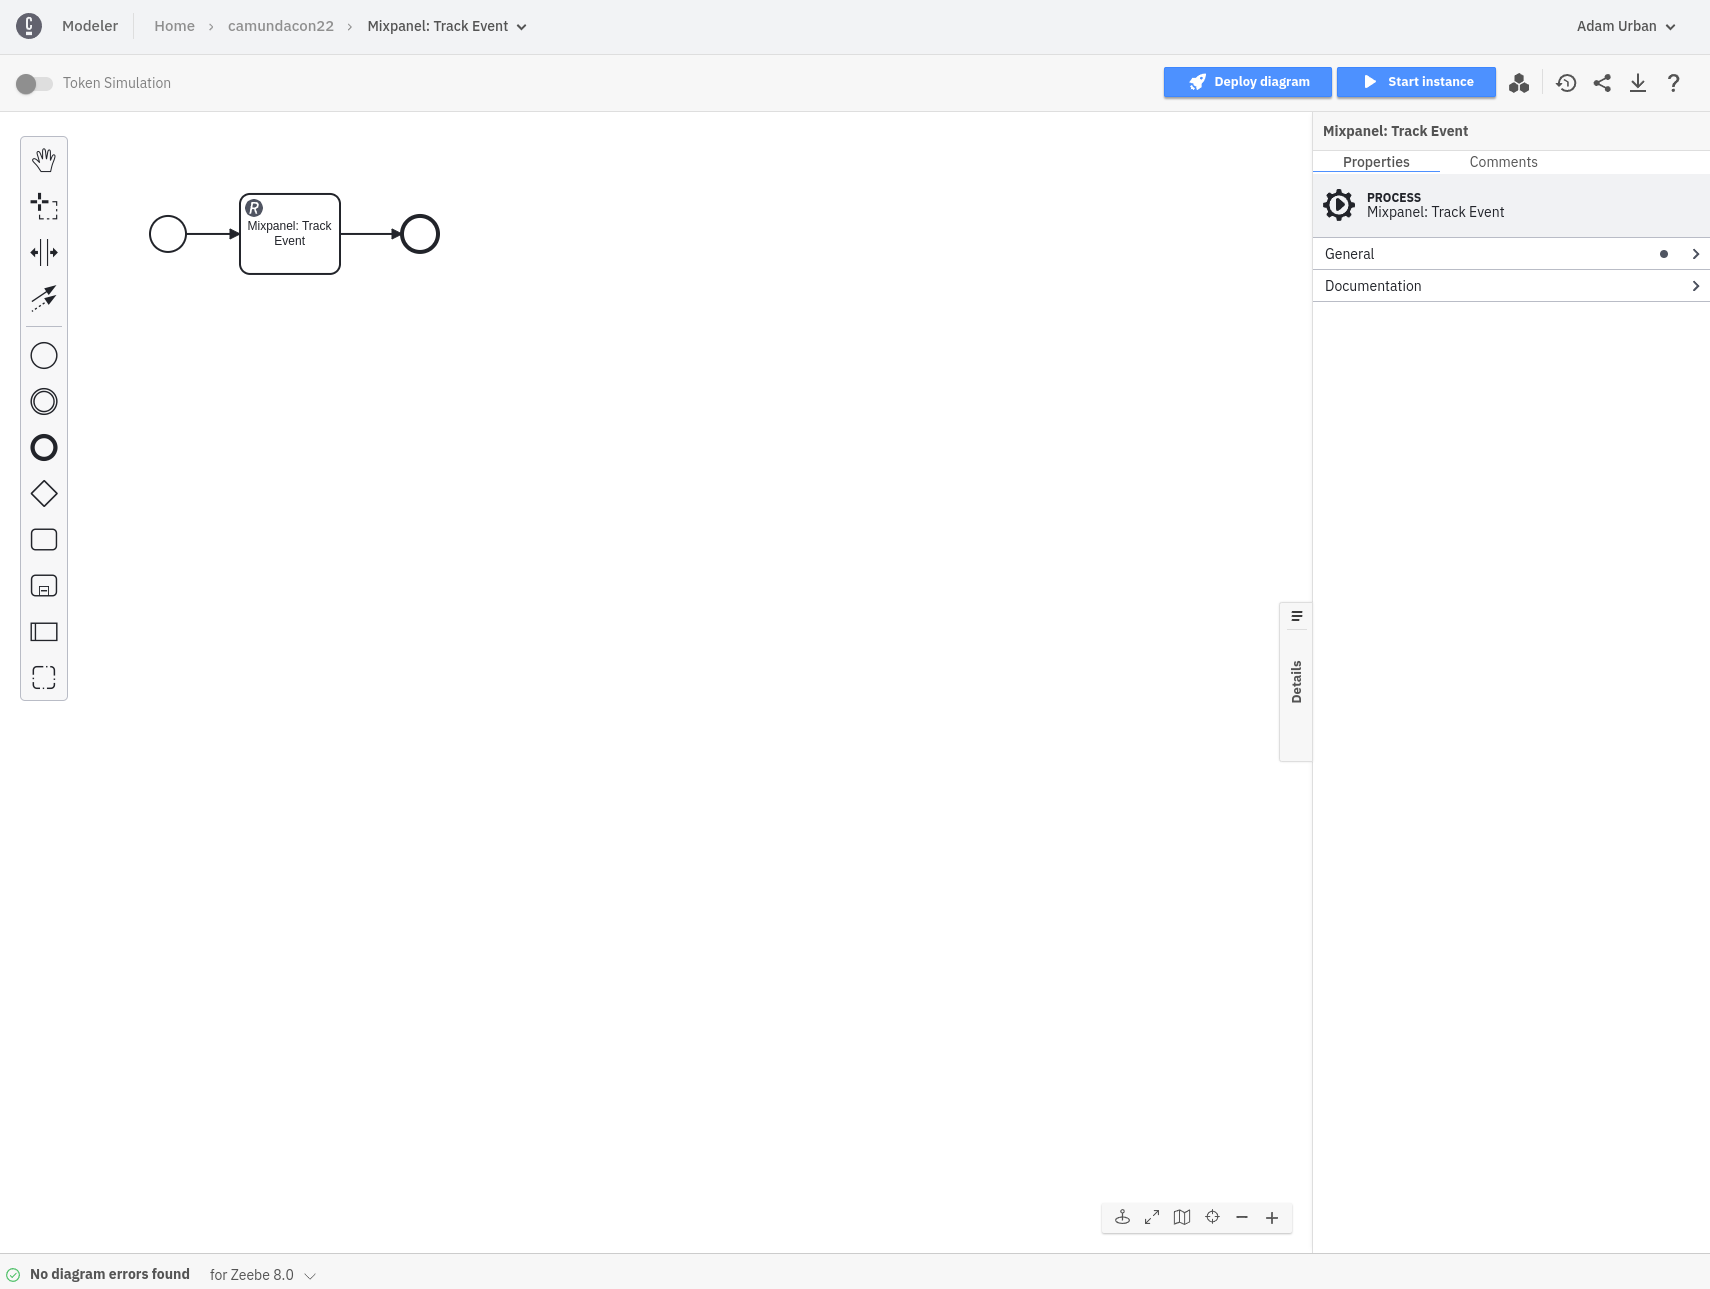 Modeler
Home › camundacon22 › Mixpanel: Track Event
Adam Urban
Token Simulation
Deploy diagram
Start instance
?
Mixpanel: Track Event
Properties
Comments
PROCESS
Mixpanel: Track Event
General
Documentation
R
Mixpanel: Track
Event
Details
No diagram errors found
for Zeebe 8.0